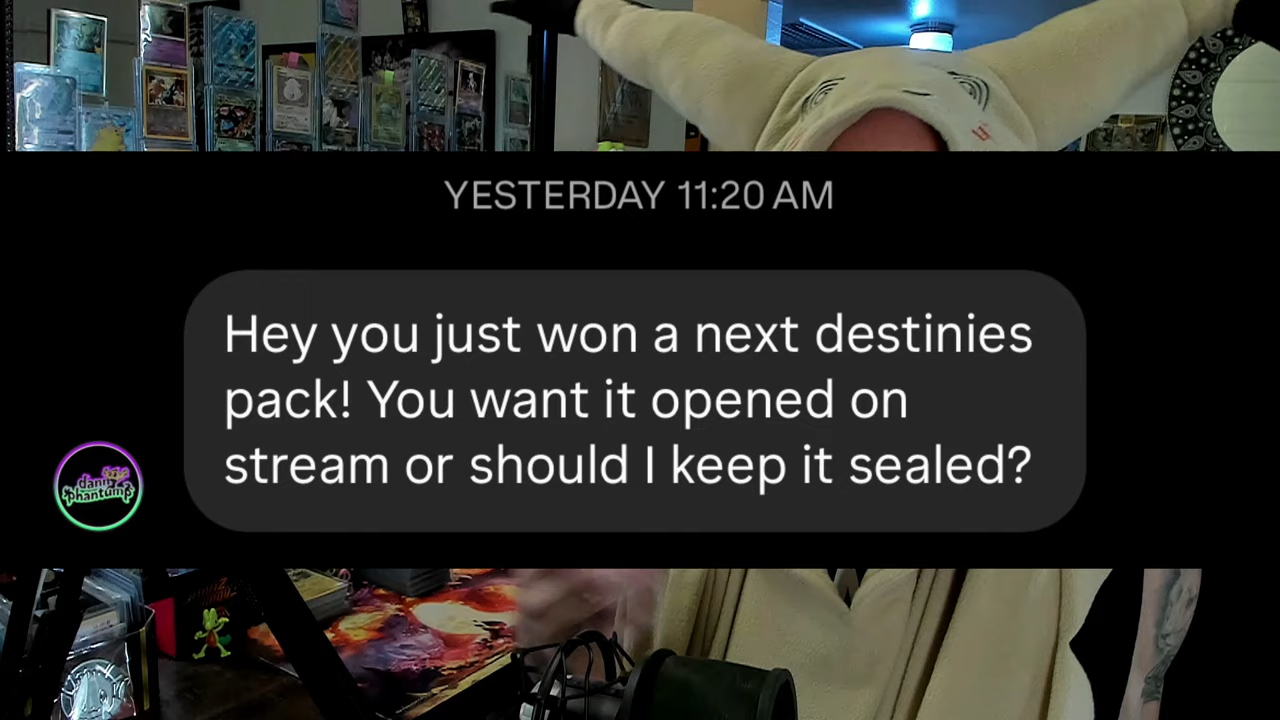 YESTERDAY 11:20 AM
Hey you just won a next destinies
pack! You want it opened on
stream or should I keep it sealed?
damp
phantump